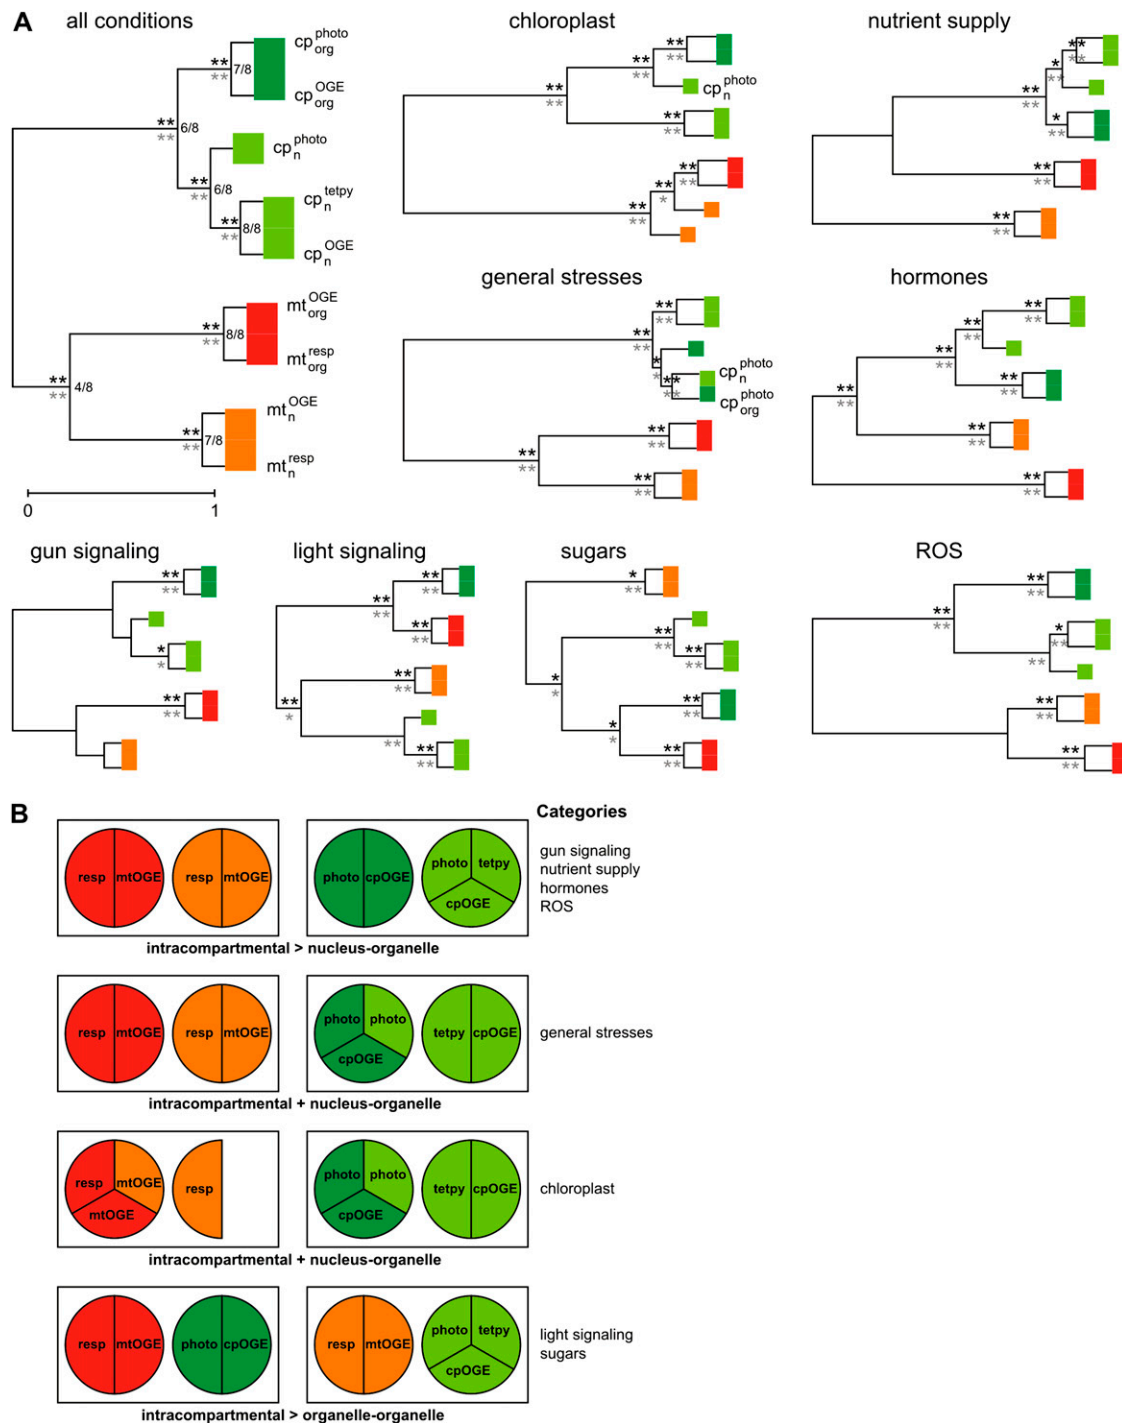 A
all conditions
chloroplast
nutrient supply
cp org photo
** ** 7/8
cp org OGE
** ** 6/8
cp n photo
** ** 6/8
cp n tetpy
** ** 8/8
cp n OGE
mt org OGE
** ** 8/8
mt org resp
** ** 4/8
mt n OGE
** ** 7/8
mt n resp
0 1
** ** ** ** ** **
cp n photo
** **
** ** * * ** **
** ** * ** ** **
* **
** **
** **
general stresses
hormones
** **
** **
* *
** **
cp n photo
cp org photo
** **
** ** ** **
** **
** ** ** **
** **
** **
** **
gun signaling
light signaling
sugars
ROS
** **
* *
** **
** **
** ** ** **
** **
** *
** ** ** **
* **
** ** ** **
* *
* * ** **
** **
** **
** **
* **
**
** **
** **
B
Categories
resp mtOGE resp mtOGE photo cpOGE photo tetpy cpOGE
gun signaling
nutrient supply
hormones
ROS
intracompartmental > nucleus-organelle
resp mtOGE resp mtOGE photo photo cpOGE tetpy cpOGE
general stresses
intracompartmental + nucleus-organelle
resp mtOGE mtOGE resp photo photo cpOGE tetpy cpOGE
chloroplast
intracompartmental + nucleus-organelle
resp mtOGE photo cpOGE resp mtOGE photo tetpy cpOGE
light signaling
sugars
intracompartmental > organelle-organelle